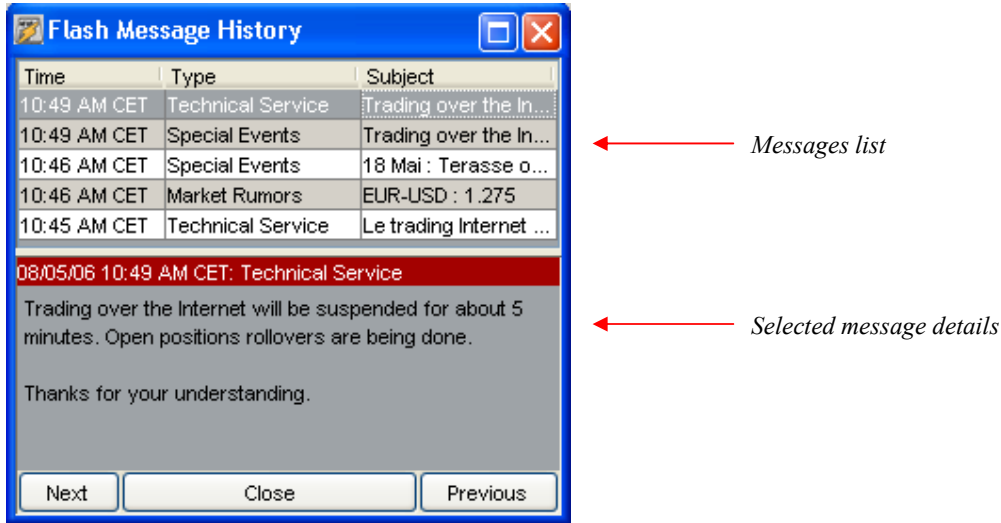 Flash Message History
Time Type Subject
10:49 AM CET Technical Service Trading over the In...
10:49 AM CET Special Events Trading over the In...
10:46 AM CET Special Events 18 Mai : Terasse o...
10:46 AM CET Market Rumors EUR-USD : 1.275
10:45 AM CET Technical Service Le trading Internet ...
Messages list
08/05/06 10:49 AM CET: Technical Service
Trading over the Internet will be suspended for about 5
minutes. Open positions rollovers are being done.
Thanks for your understanding.
Selected message details
Next Close Previous